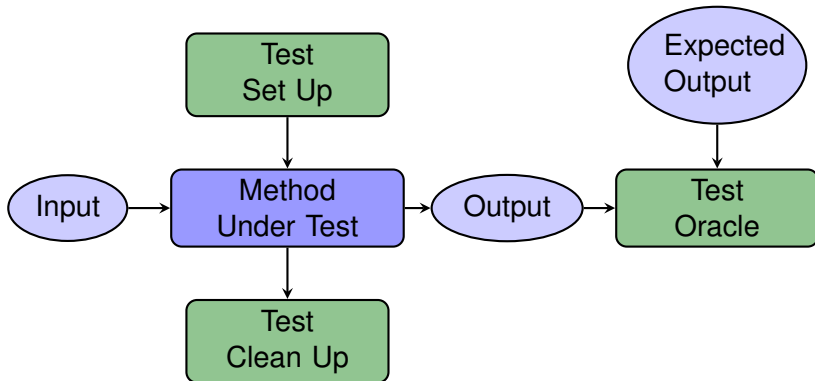 Test
Set Up
Expected
Output
Input
Method
Under Test
Output
Test
Oracle
Test
Clean Up